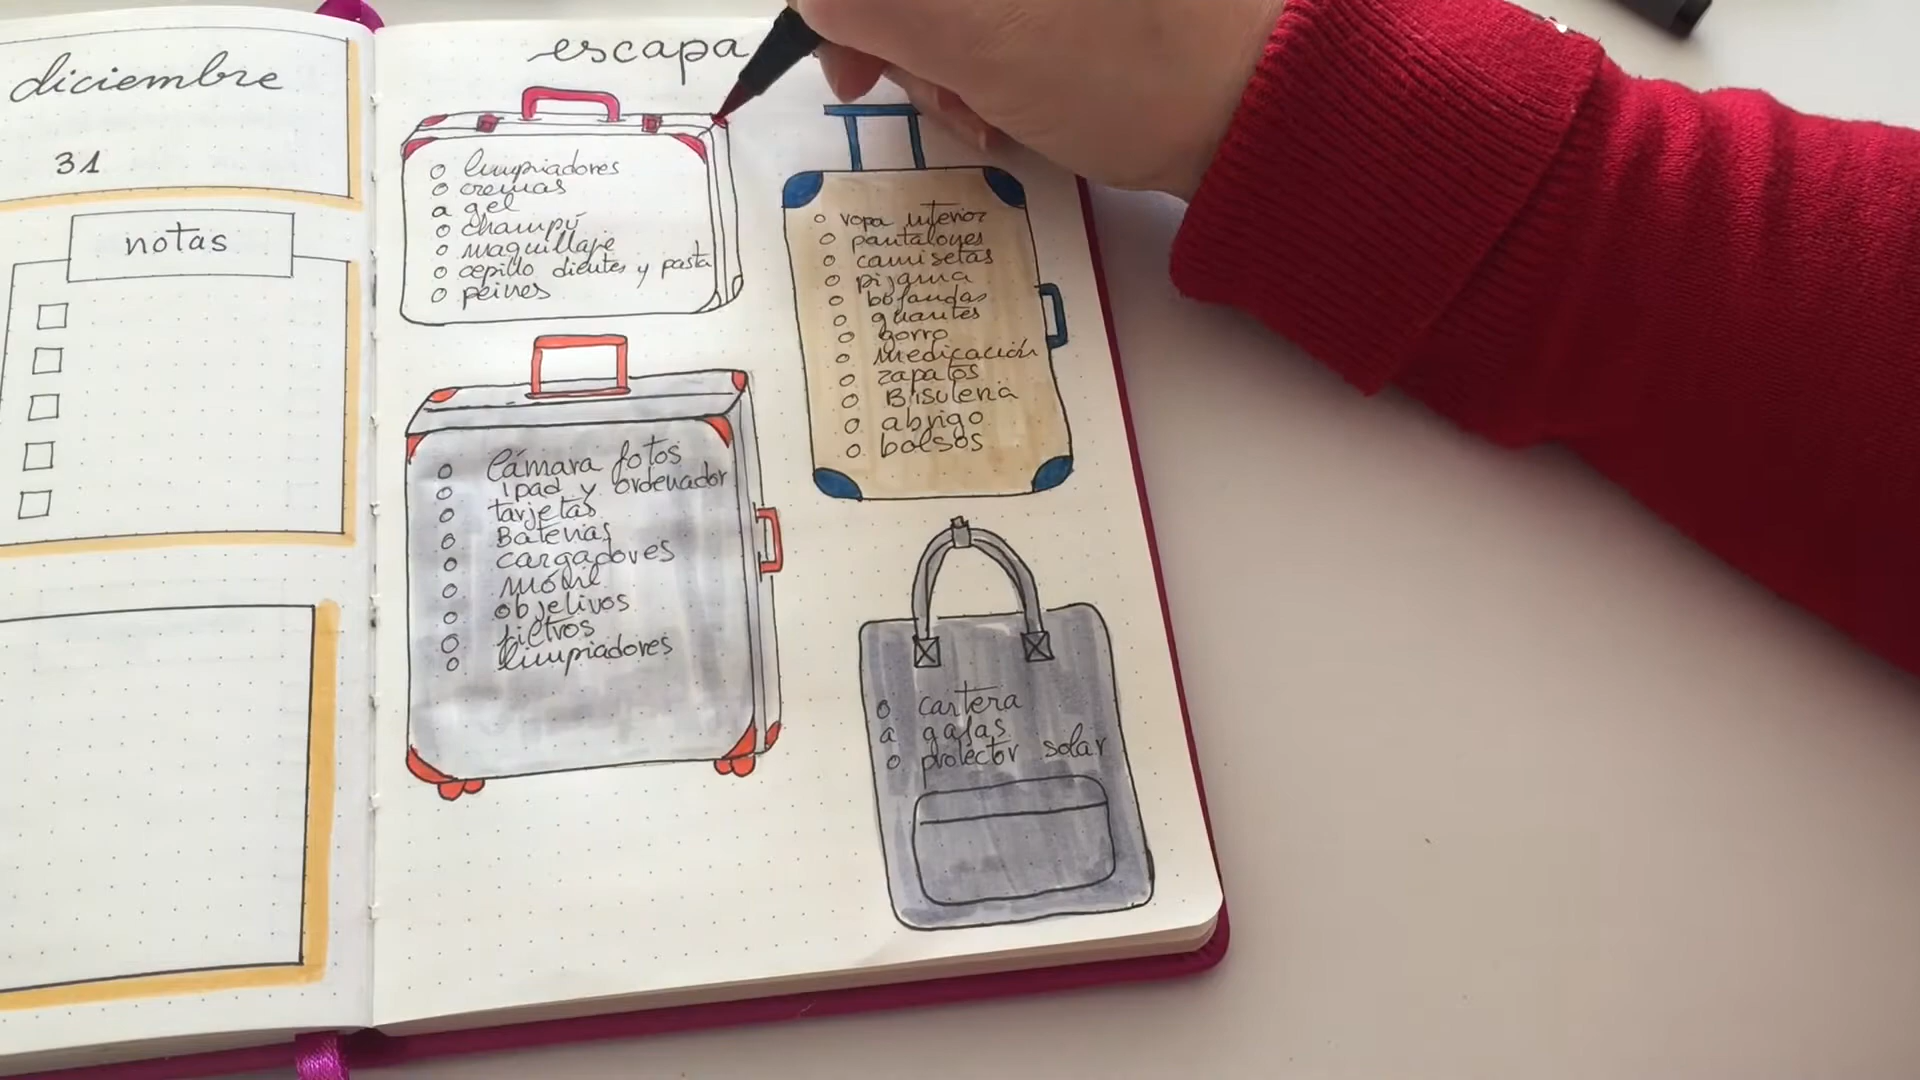 diciembre
31
notas
escapa
limpiadores
cremas
gel
champú
maquillaje
cepillo dientes y pasta
peines
ropa interior
pantalones
camisetas
pijama
bufandas
guantes
gorro
medicación
zapatos
Bisutería
abrigo
bolsos
Cámara fotos
ipad y ordenador
tarjetas
Baterías
cargadores
móvil
objetivos
filtros
limpiadores
cartera
gafas
protector solar